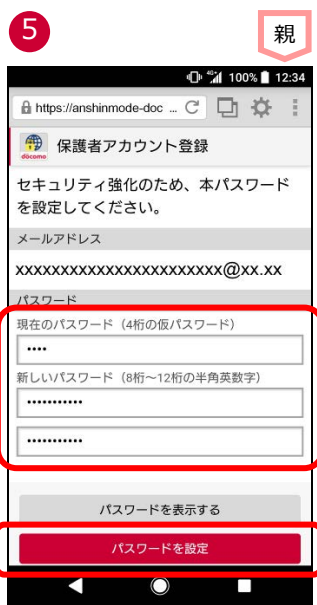 5
親
4G 100% 12:34
https://anshinmode-doc ...
docomo
保護者アカウント登録
セキュリティ強化のため、本パスワード
を設定してください。
メールアドレス
xxxxxxxxxxxxxxxxxxxxxxx@xx.xx
パスワード
現在のパスワード（4桁の仮パスワード）
••••
新しいパスワード（8桁～12桁の半角英数字）
•••••••••••
•••••••••••
パスワードを表示する
パスワードを設定